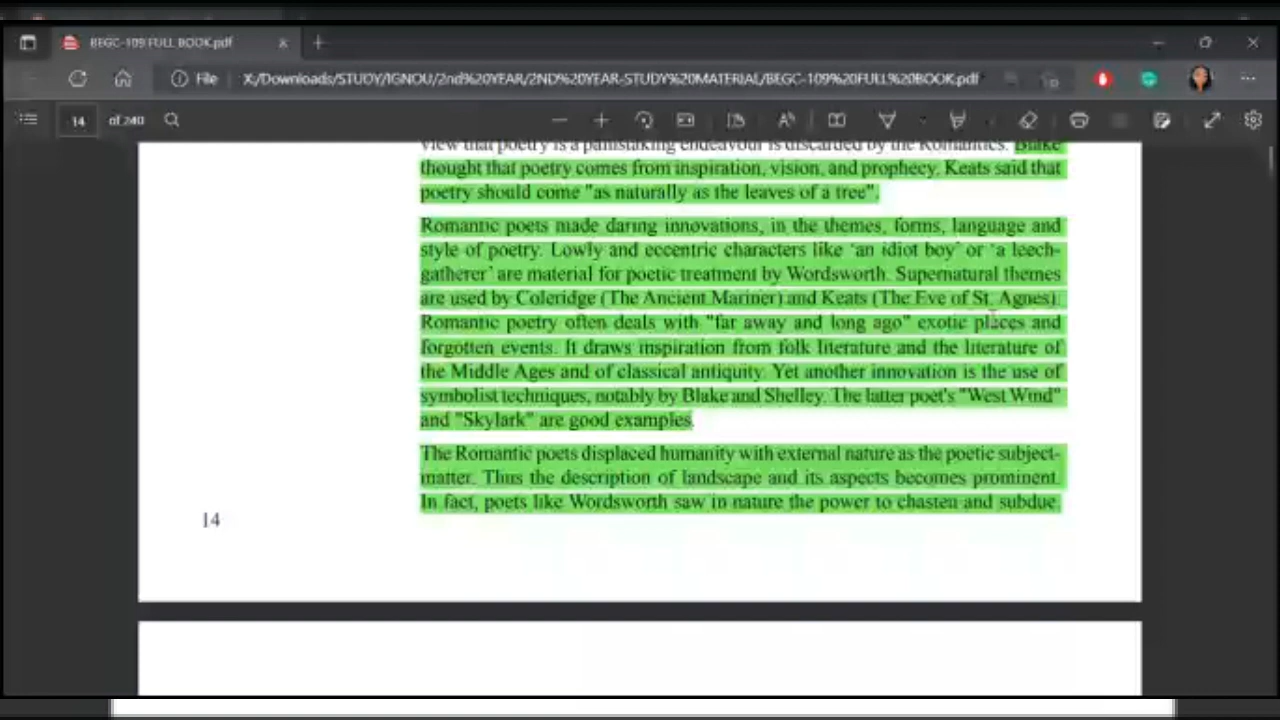 BEGC-109 FULL BOOK.pdf
File X:/Downloads/STUDY/IGNOU/2nd%20YEAR/2ND%20YEAR-STUDY%20MATERIAL/BEGC-109%20FULL%20BOOK.pdf
14 of 240
view that poetry is a painstaking endeavour is discarded by the Romantics. Blake
thought that poetry comes from inspiration, vision, and prophecy. Keats said that
poetry should come "as naturally as the leaves of a tree".
Romantic poets made daring innovations, in the themes, forms, language and
style of poetry. Lowly and eccentric characters like 'an idiot boy' or 'a leech-
gatherer' are material for poetic treatment by Wordsworth. Supernatural themes
are used by Coleridge (The Ancient Mariner) and Keats (The Eve of St. Agnes).
Romantic poetry often deals with "far away and long ago" exotic places and
forgotten events. It draws inspiration from folk literature and the literature of
the Middle Ages and of classical antiquity. Yet another innovation is the use of
symbolist techniques, notably by Blake and Shelley. The latter poet's "West Wind"
and "Skylark" are good examples.
The Romantic poets displaced humanity with external nature as the poetic subject-
matter. Thus the description of landscape and its aspects becomes prominent.
In fact, poets like Wordsworth saw in nature the power to chasten and subdue,
14